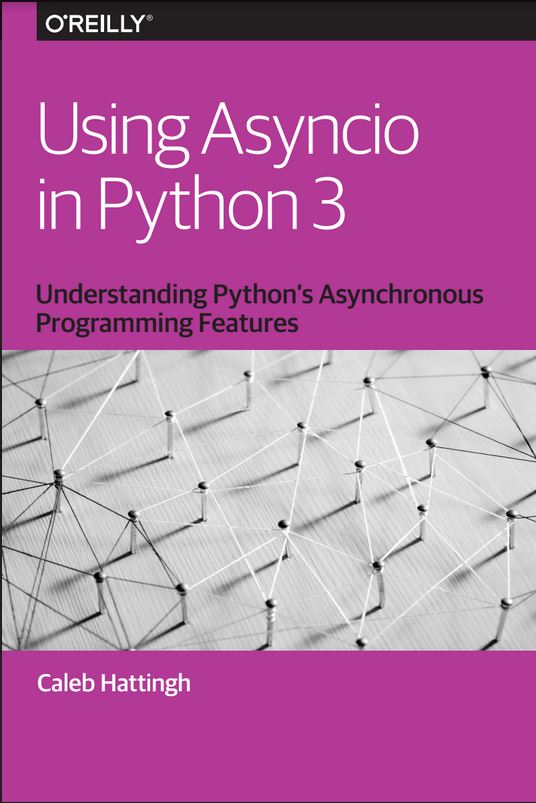 O'REILLY®
Using Asyncio
in Python 3
Understanding Python's Asynchronous
Programming Features
Caleb Hattingh